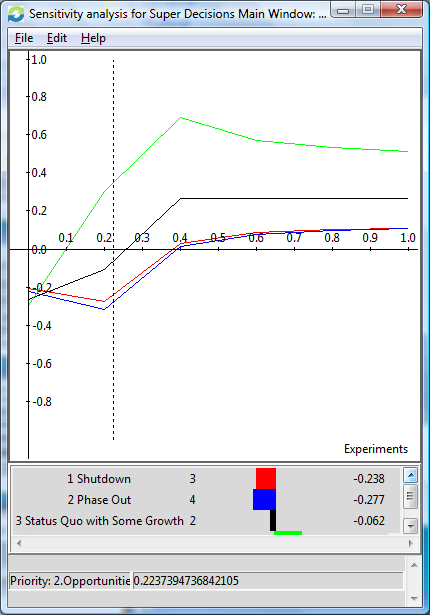 Sensitivity analysis for Super Decisions Main Window: ...
File Edit Help
1.0
0.8
0.6
0.4
0.2
0.1 0.2 0.3 0.4 0.5 0.6 0.7 0.8 0.9 1.0
0.0
-0.2
-0.4
-0.6
-0.8
Experiments
1 Shutdown 3 -0.238
2 Phase Out 4 -0.277
3 Status Quo with Some Growth 2 -0.062
Priority: 2.Opportunitie 0.2237394736842105